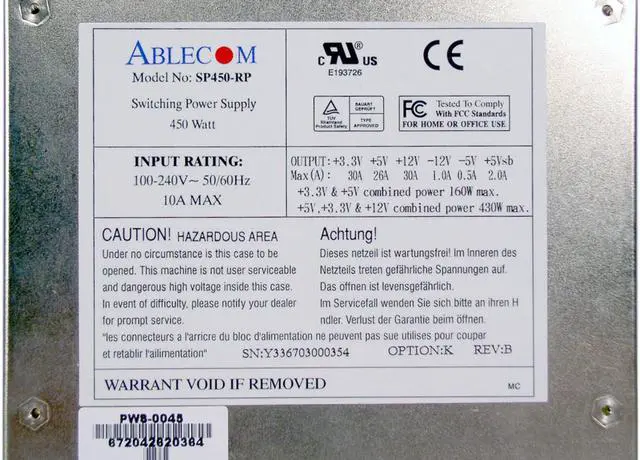 ABLECOM
Model No: SP450-RP
Switching Power Supply
450 Watt
C RU US
E193726
CE
TÜV
Rheinland
Product Safety
BAUART
GEPRÜFT
TYPE
APPROVED
FC Tested To Comply
With FCC Standards
FOR HOME OR OFFICE USE
INPUT RATING:
100-240V~ 50/60Hz
10A MAX
OUTPUT: +3.3V +5V +12V -12V -5V +5Vsb
Max(A): 30A 26A 30A 1.0A 0.5A 2.0A
+3.3V & +5V combined power 160W max.
+5V,+3.3V & +12V combined power 430W max.
CAUTION! HAZARDOUS AREA
Under no circumstance is this case to be
opened. This machine is not user serviceable
and dangerous high voltage inside this case.
In event of difficulty, please notify your dealer
for prompt service.
Achtung!
Dieses netzeil ist wartungsfrei! Im Inneren des
Netzteils treten gefährliche Spannungen auf.
Das öffnen ist levensgefährlich.
Im Servicefall wenden Sie sich bitte an ihren H
ndler. Verlust der Garantie beim öffnen
"les connecteurs a l'arricre du bloc d'alimentation ne peuvent pas sue utilises pour couper
et retablir l'ailimentation"
SN:Y336703000354 OPTION:K REV:B
WARRANT VOID IF REMOVED
MC
PWS-0045
672042620364